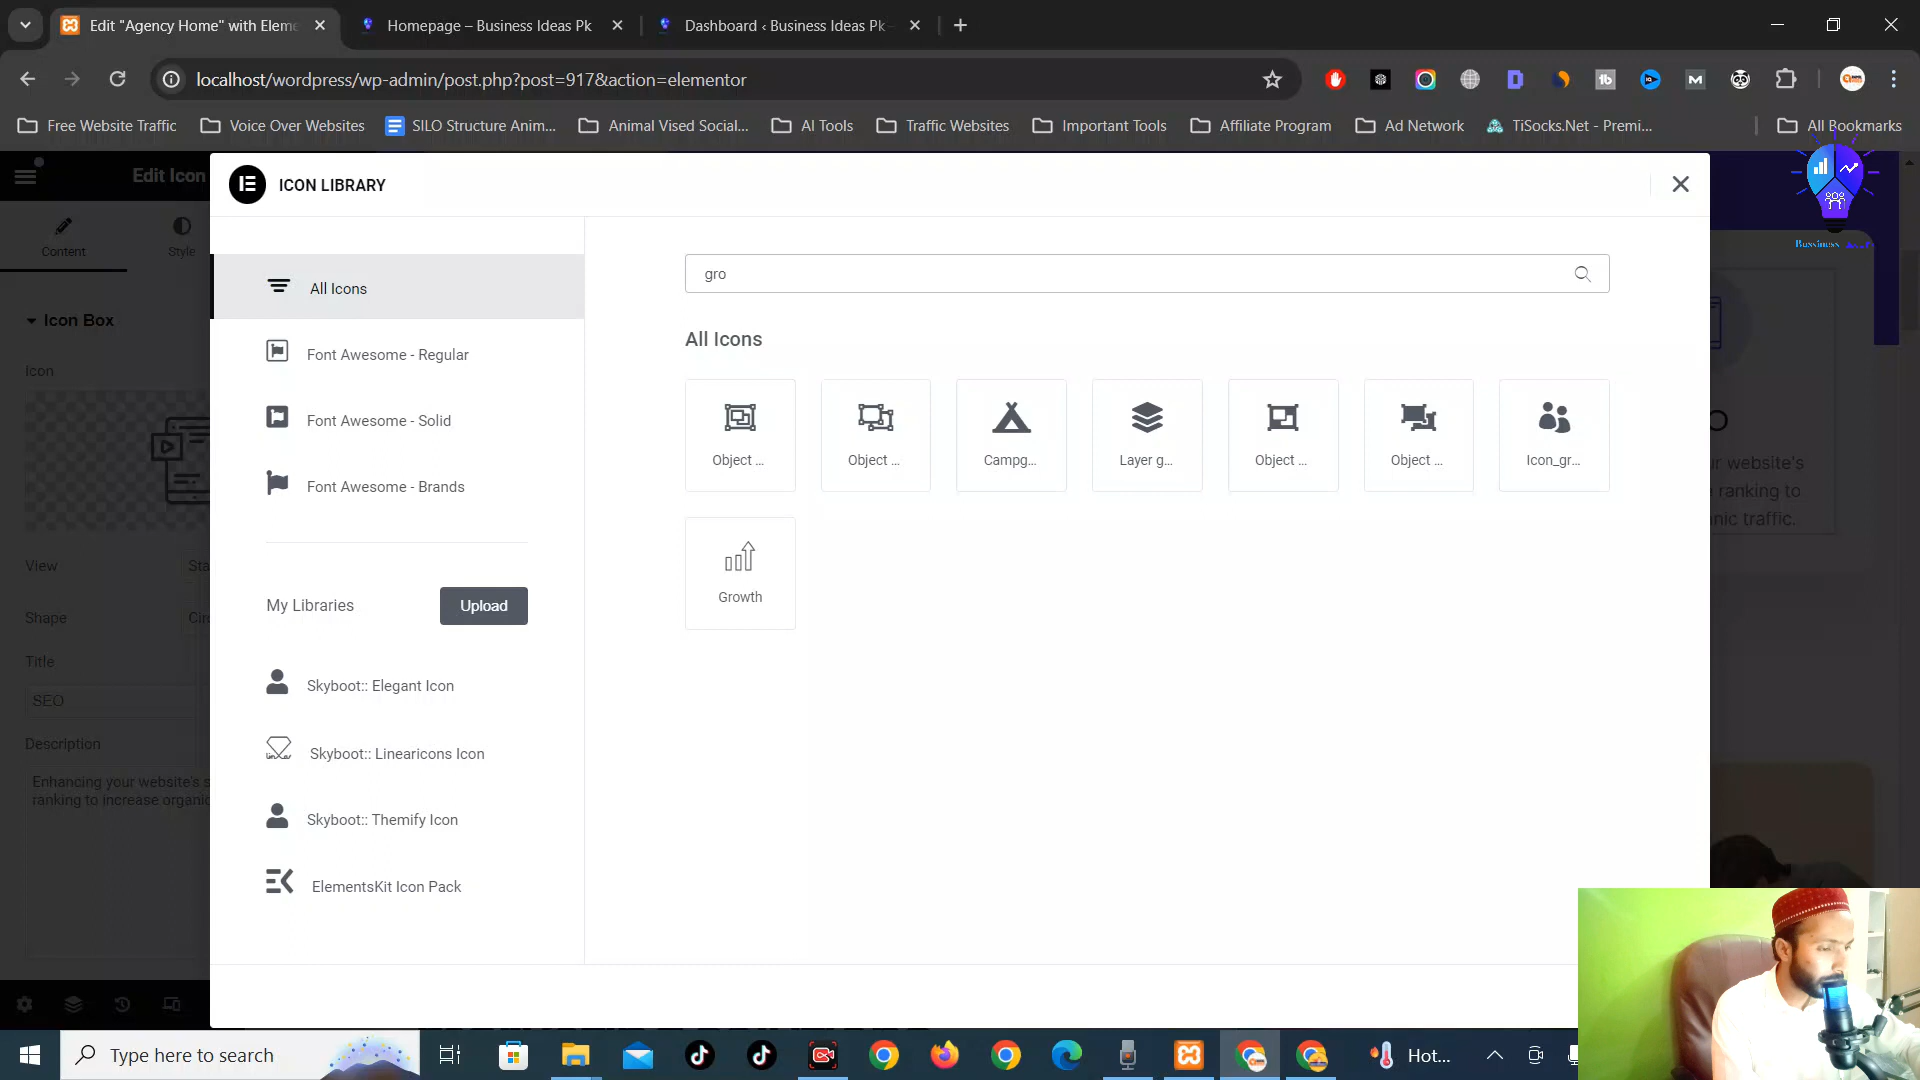 Edit "Agency Home" with Eleme
Homepage – Business Ideas Pk
Dashboard ‹ Business Ideas Pk
localhost/wordpress/wp-admin/post.php?post=917&action=elementor
Free Website Traffic
Voice Over Websites
SILO Structure Anim...
Animal Vised Social...
AI Tools
Traffic Websites
Important Tools
Affiliate Program
Ad Network
TiSocks.Net - Premi...
All Bookmarks
Edit Icon
ICON LIBRARY
Content
Style
All Icons
Font Awesome - Regular
Font Awesome - Solid
Font Awesome - Brands
My Libraries
Upload
Skyboot:: Elegant Icon
Skyboot:: Linearicons Icon
Skyboot:: Themify Icon
ElementsKit Icon Pack
gro
All Icons
Object ...
Object ...
Campg...
Layer g...
Object ...
Object ...
Icon_gr...
Growth
Icon Box
Icon
View
Sta
Shape
Circ
Title
SEO
Description
Enhancing your website's s
ranking to increase organic
Bussiness
r website's
ranking to
nic traffic.
Type here to search
Hot...